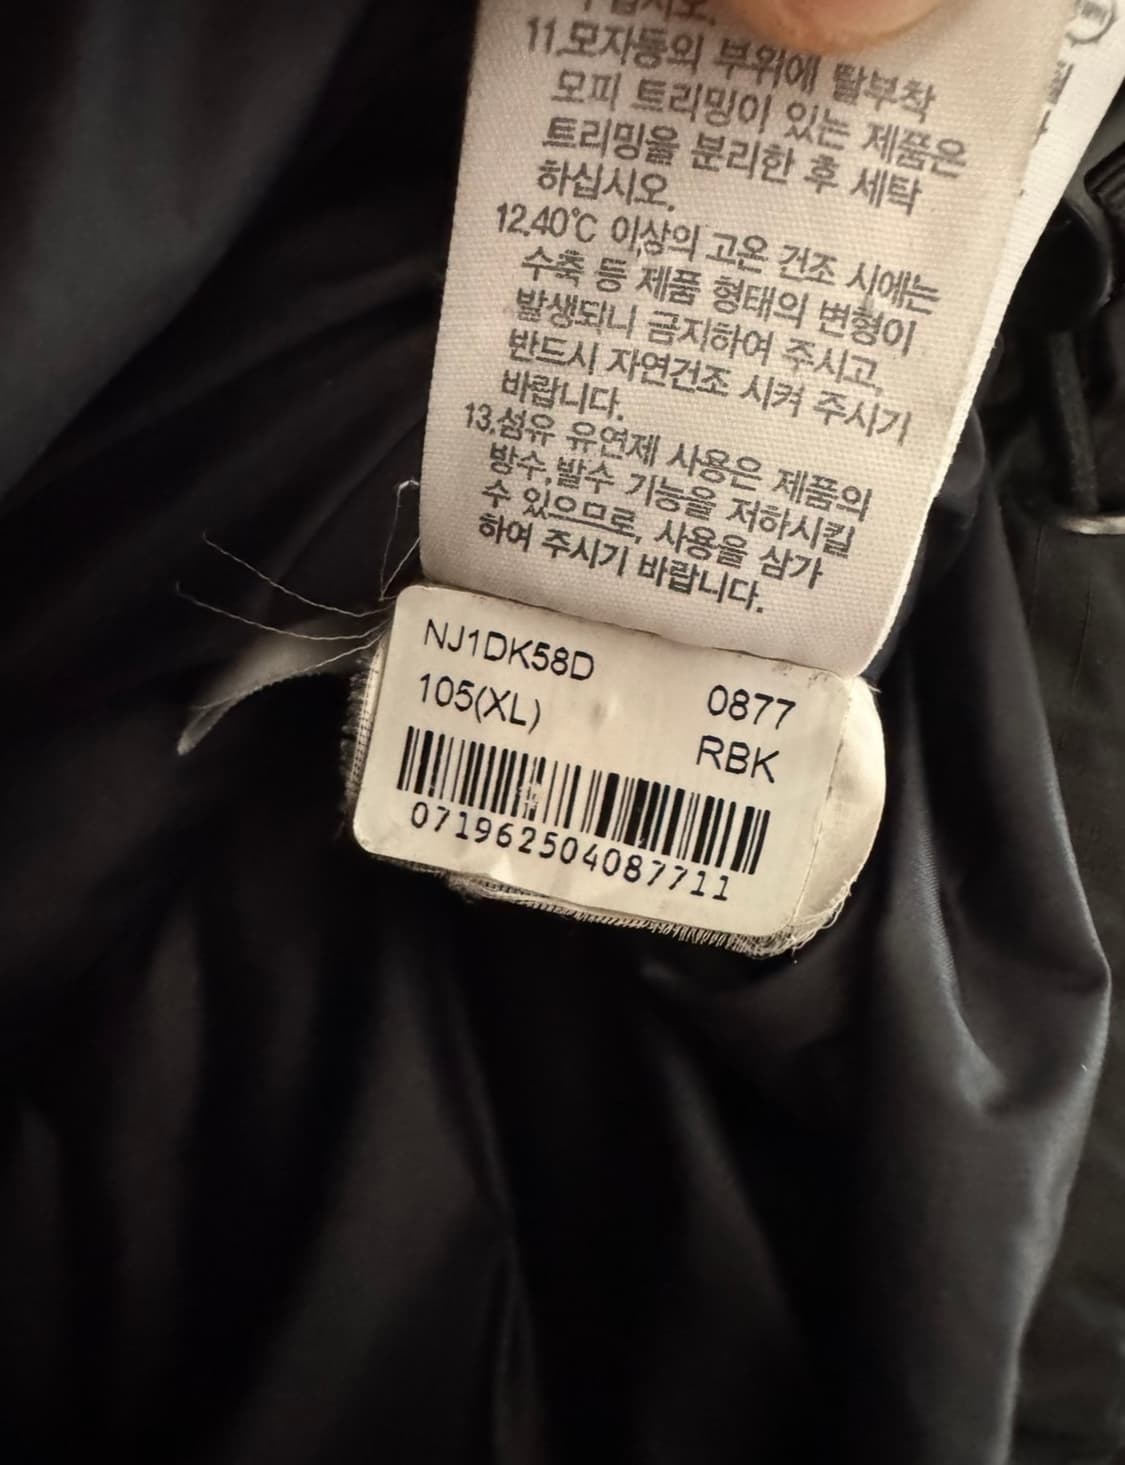 11.모자등의 부위에 탈부착
모피 트리밍이 있는 제품은
트리밍을 분리한 후 세탁
하십시오.
12.40℃ 이상의 고온 건조 시에는
수축 등 제품 형태의 변형이
발생되니 금지하여 주시고,
반드시 자연건조 시켜 주시기
바랍니다.
13.섬유 유연제 사용은 제품의
방수,발수 기능을 저하시킬
수 있으므로, 사용을 삼가
하여 주시기 바랍니다.
NJ1DK58D
0877
105(XL)
RBK
071962504087711